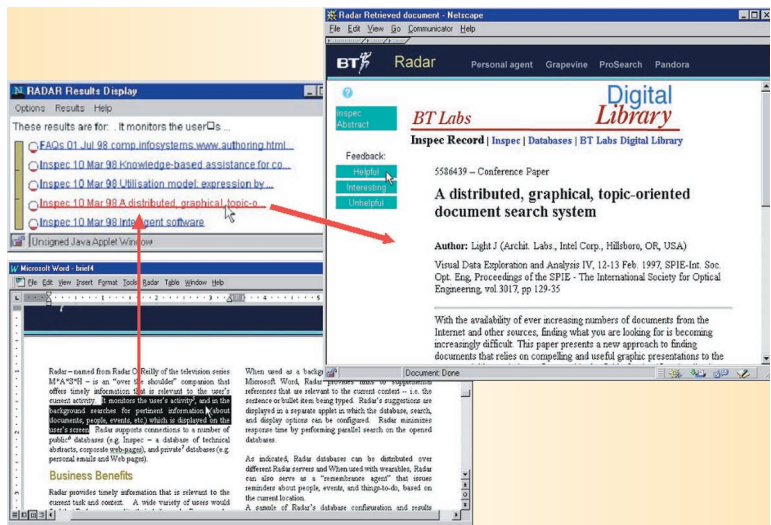 RADAR Results Display
Options Results Help
These results are for: . It monitors the user□s ...
FAQs 01 Jul 98 comp.infosystems.www.authoring.html...
Inspec 10 Mar 98 Knowledge-based assistance for co...
Inspec 10 Mar 98 Utilisation model: expression by ...
Inspec 10 Mar 98 A distributed, graphical, topic-o...
Inspec 10 Mar 98 Intelligent software
Unsigned Java Applet Window
Radar Retrieved document - Netscape
File Edit View Go Communicator Help
BT Radar Personal agent Grapevine ProSearch Pandora
Inspec
Abstract
Feedback:
Helpful
Interesting
Unhelpful
BT Labs Digital
Library
Inspec Record | Inspec | Databases | BT Labs Digital Library
5586439 – Conference Paper
A distributed, graphical, topic-oriented
document search system
Author: Light J (Archit. Labs., Intel Corp., Hillsboro, OR, USA)
Visual Data Exploration and Analysis IV, 12-13 Feb. 1997, SPIE-Int. Soc.
Opt. Eng, Proceedings of the SPIE - The International Society for Optical
Engineering, vol.3017, pp 129-35
With the availability of ever increasing numbers of documents from the
Internet and other sources, finding what you are looking for is becoming
increasingly difficult. This paper presents a new approach to finding
documents that relies on compelling and useful graphic presentations to the
Document: Done
Microsoft Word - brief4
File Edit View Insert Format Tools Radar Table Window Help
Radar – named from Radar O'Reilly of the television series
M*A*S*H – is an "over the shoulder" companion that
offers timely information that is relevant to the user's
current activity. It monitors the user's activity, and in the
background searches for pertinent information (about
documents, people, events, etc.) which is displayed on the
user's screen. Radar supports connections to a number of
public databases (e.g. Inspec – a database of technical
abstracts, corporate web-pages), and private databases (e.g.
personal emails and Web pages).
Business Benefits
Radar provides timely information that is relevant to the
current task and context. A wide variety of users would
When used as a
Microsoft Word, Radar provides links to supplemental
references that are relevant to the current context – i.e. the
sentence or bullet item being typed. Radar's suggestions are
displayed in a separate applet in which the database, search,
and display options can be configured. Radar minimizes
response time by performing parallel search on the opened
databases.
As indicated, Radar databases can be distributed over
different Radar servers and When used with wearables, Radar
can also serve as a "remembrance agent" that issues
reminders about people, events, and things-to-do, based on
the current location.
A sample of Radar's database configuration and results